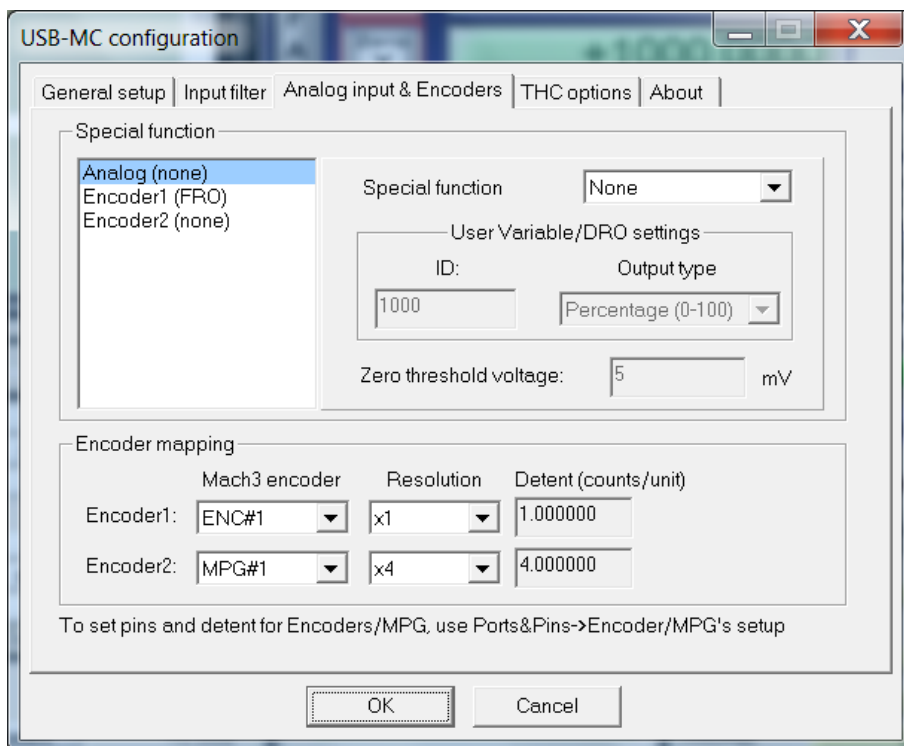 USB-MC configuration
+1000.0000
General setup Input filter Analog input & Encoders THC options About
Special function
Analog (none)
Encoder1 (FRO)
Encoder2 (none)
Special function None
User Variable/DRO settings
ID: Output type
1000 Percentage (0-100)
Zero threshold voltage: 5 mV
Encoder mapping
Mach3 encoder Resolution Detent (counts/unit)
Encoder1: ENC#1 x1 1.000000
Encoder2: MPG#1 x4 4.000000
To set pins and detent for Encoders/MPG, use Ports&Pins->Encoder/MPG's setup
OK Cancel